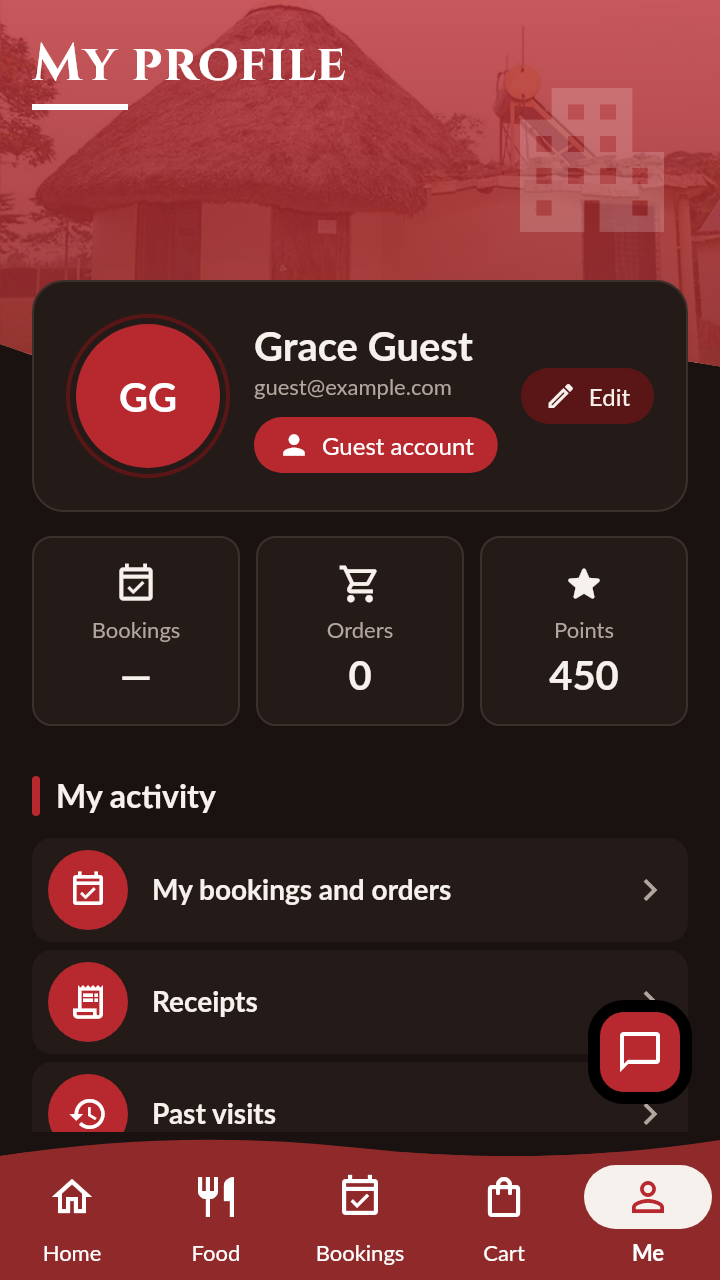 My profile
GG
Grace Guest
guest@example.com
Guest account
Edit
Bookings
—
Orders
0
Points
450
My activity
My bookings and orders
Receipts
Past visits
Home
Food
Bookings
Cart
Me